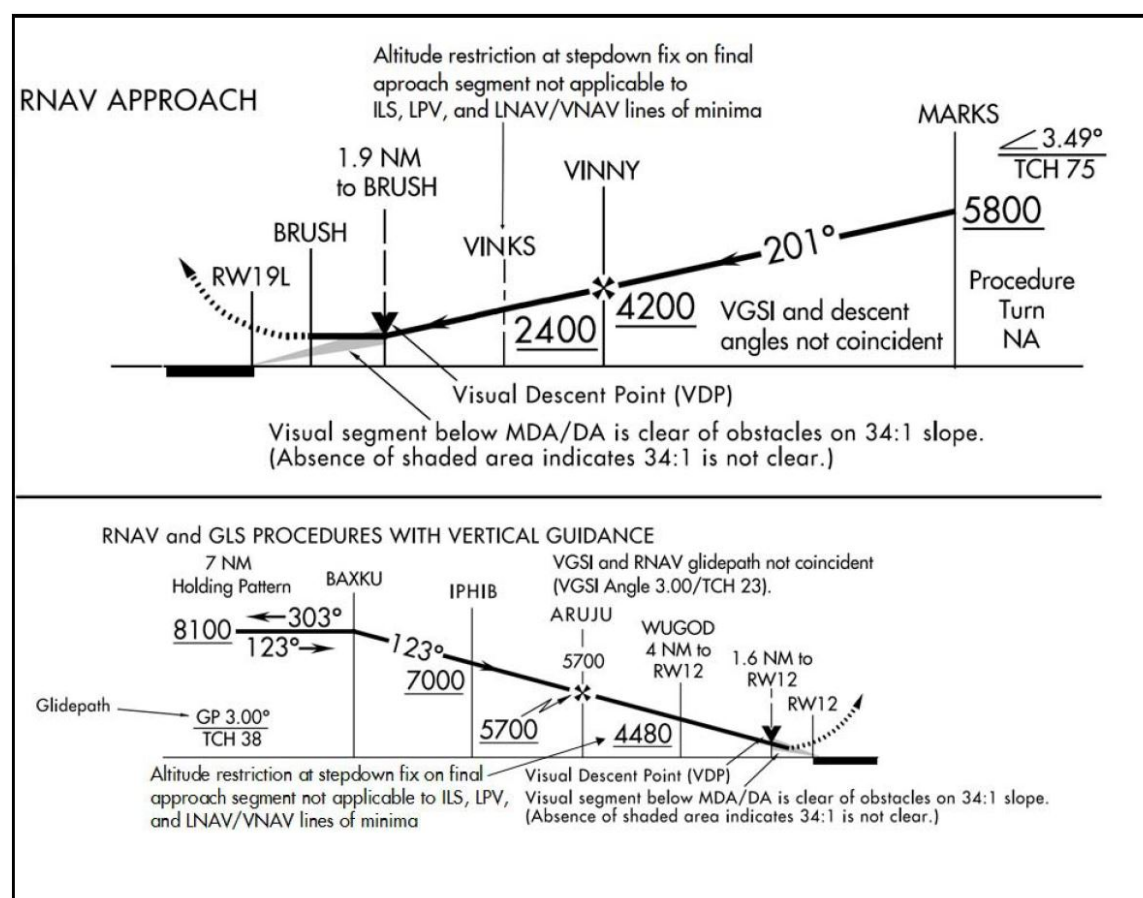 Altitude restriction at stepdown fix on final
aproach segment not applicable to
ILS, LPV, and LNAV/VNAV lines of minima
RNAV APPROACH
MARKS
3.49°
TCH 75
1.9 NM
to BRUSH
VINNY
5800
BRUSH
VINKS
201°
RW19L
4200
2400
VGSI and descent
angles not coincident
Procedure
Turn
NA
Visual Descent Point (VDP)
Visual segment below MDA/DA is clear of obstacles on 34:1 slope.
(Absence of shaded area indicates 34:1 is not clear.)
RNAV and GLS PROCEDURES WITH VERTICAL GUIDANCE
7 NM
Holding Pattern
BAXKU
IPHIB
VGSI and RNAV glidepath not coincident
(VGSI Angle 3.00/TCH 23).
ARUJU
WUGOD
4 NM to
RW12
1.6 NM to
RW12
RW12
8100
303°
123°
123°
7000
5700
5700
4480
Glidepath
GP 3.00°
TCH 38
Altitude restriction at stepdown fix on final
approach segment not applicable to ILS, LPV,
and LNAV/VNAV lines of minima
Visual Descent Point (VDP)
Visual segment below MDA/DA is clear of obstacles on 34:1 slope.
(Absence of shaded area indicates 34:1 is not clear.)